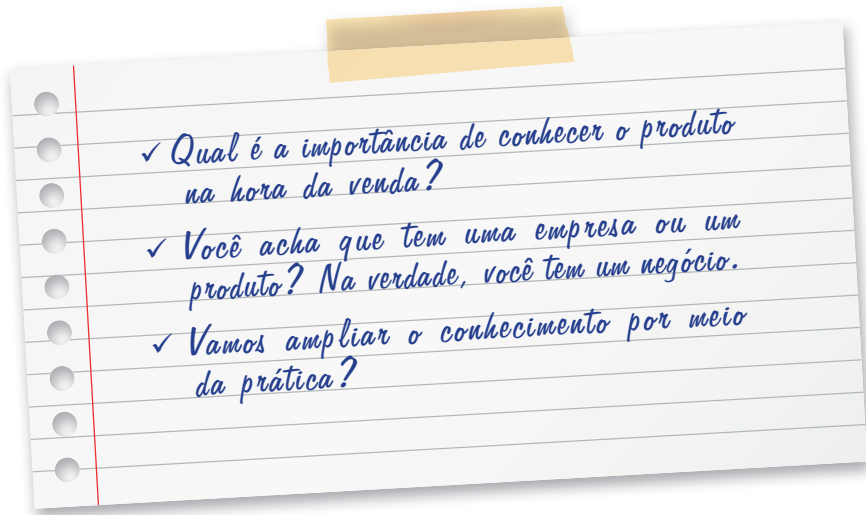 ✓ Qual é a importância de conhecer o produto
na hora da venda?
✓ Você acha que tem uma empresa ou um
produto? Na verdade, você tem um negócio.
✓ Vamos ampliar o conhecimento por meio
da prática?